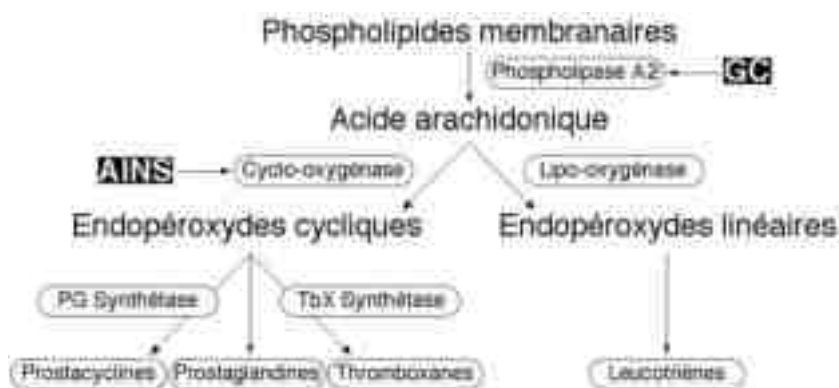 Phospholipides membranaires
Phospholipase A2
GC
Acide arachidonique
AINS
Cyclo-oxygénase
Lipo-oxygénase
Endopéroxydes cycliques
Endopéroxydes linéaires
PG Synthétase
TbX Synthétase
Prostacyclines
Prostaglandines
Thromboxanes
Leucotriènes